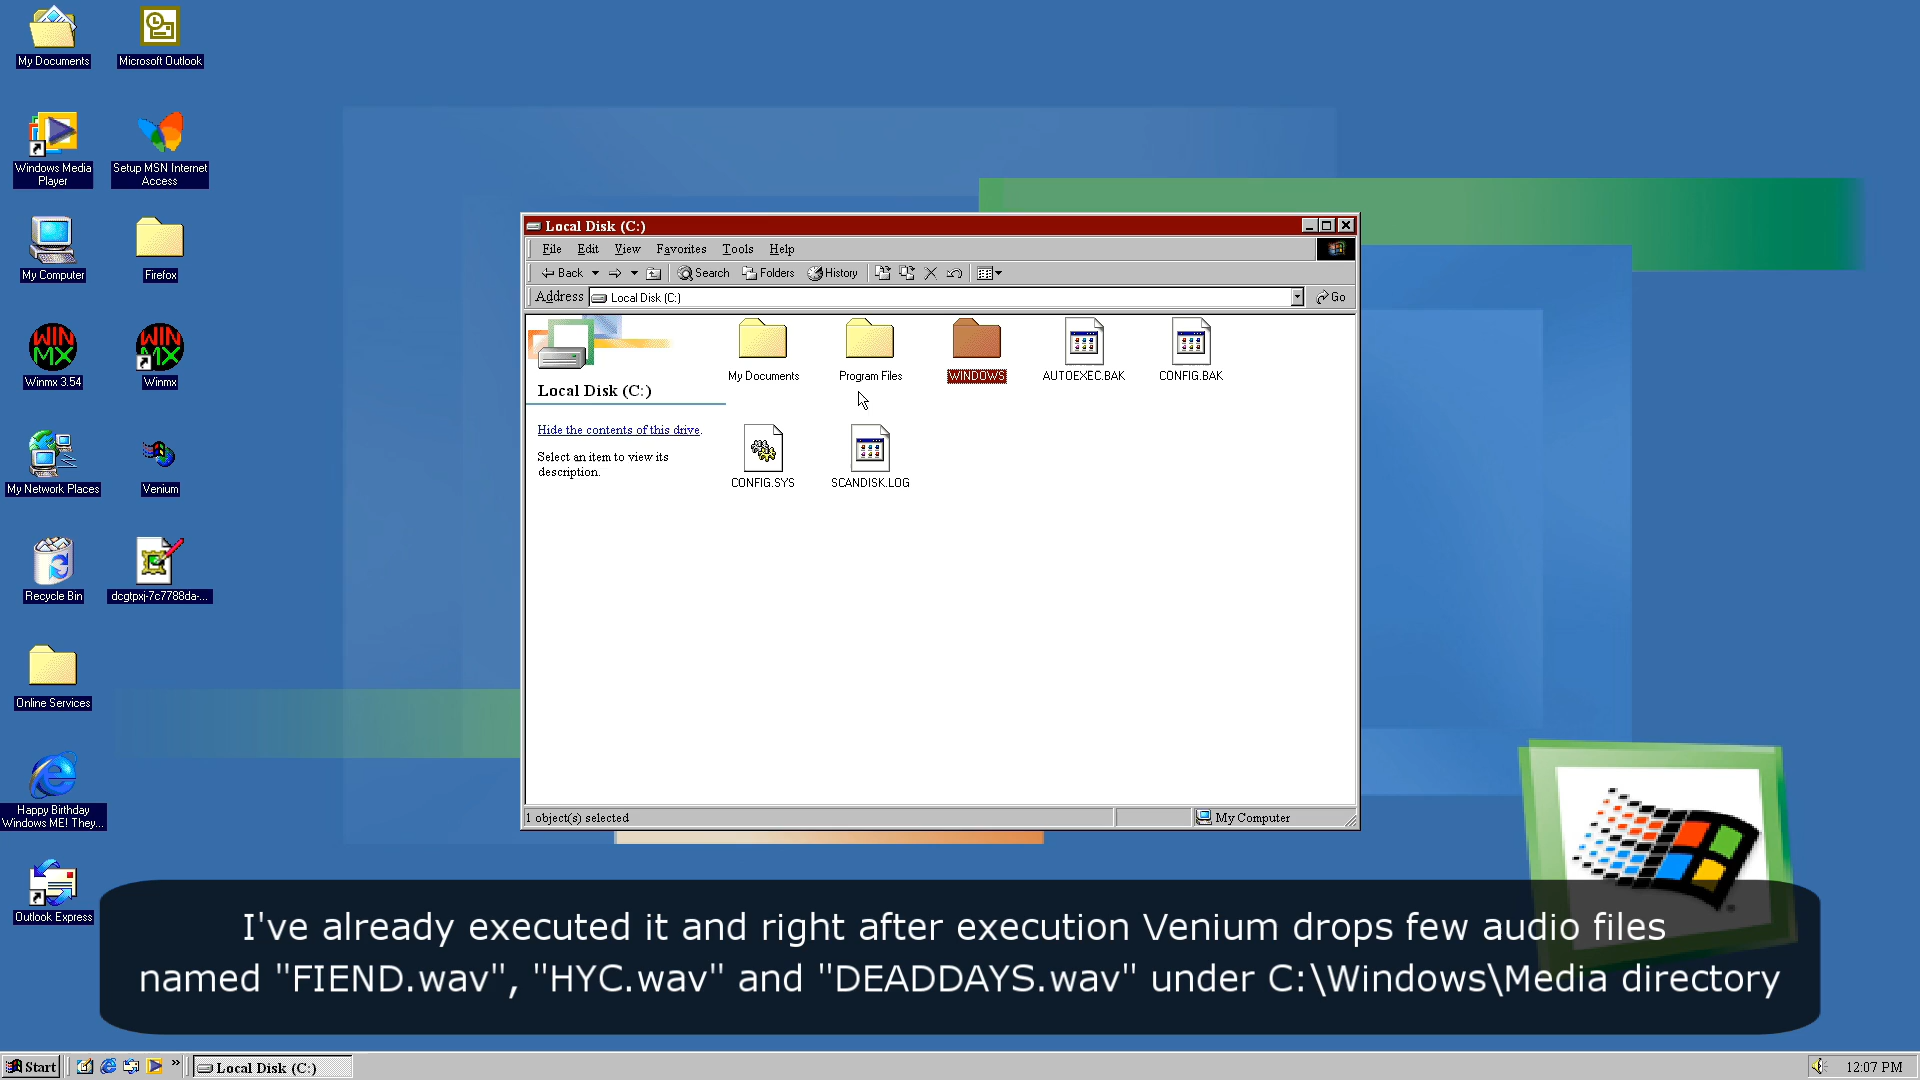 My Documents
Microsoft Outlook
Windows Media
Player
Setup MSN Internet
Access
My Computer
Firefox
WIN
MX
Winmx 3.54
WIN
MX
Winmx
My Network Places
Venium
Recycle Bin
dcgtpxj-7c7788da-...
Online Services
Happy Birthday
Windows ME! They...
Outlook Express
Local Disk (C:)
File Edit View Favorites Tools Help
Back Search Folders History
Address Local Disk (C:) Go
Local Disk (C:)
Hide the contents of this drive.
Select an item to view its
description.
My Documents
Program Files
WINDOWS
AUTOEXEC.BAK
CONFIG.BAK
CONFIG.SYS
SCANDISK.LOG
1 object(s) selected
My Computer
I've already executed it and right after execution Venium drops few audio files
named "FIEND.wav", "HYC.wav" and "DEADDAYS.wav" under C:\Windows\Media directory
Start
»
Local Disk (C:)
12:07 PM